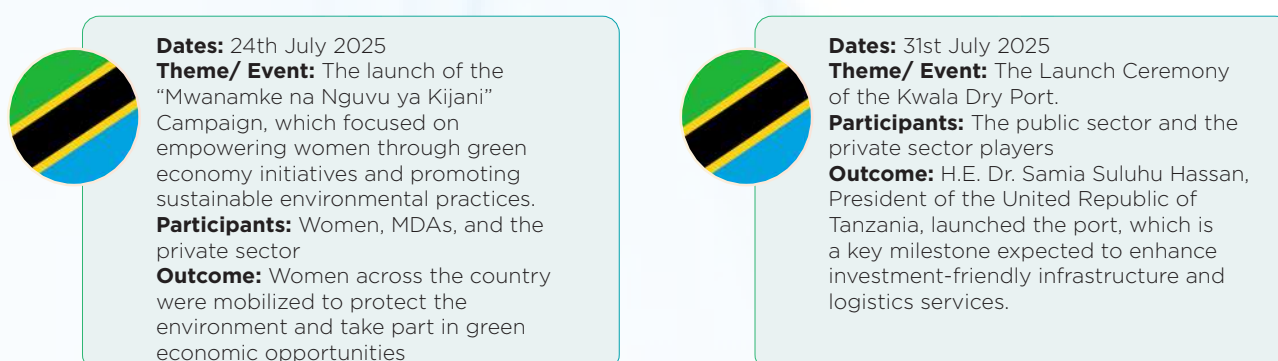 Dates: 24th July 2025
Theme/ Event: The launch of the
“Mwanamke na Nguvu ya Kijani”
Campaign, which focused on
empowering women through green
economy initiatives and promoting
sustainable environmental practices.
Participants: Women, MDAs, and the
private sector
Outcome: Women across the country
were mobilized to protect the
environment and take part in green
economic opportunities
Dates: 31st July 2025
Theme/ Event: The Launch Ceremony
of the Kwala Dry Port.
Participants: The public sector and the
private sector players
Outcome: H.E. Dr. Samia Suluhu Hassan,
President of the United Republic of
Tanzania, launched the port, which is
a key milestone expected to enhance
investment-friendly infrastructure and
logistics services.